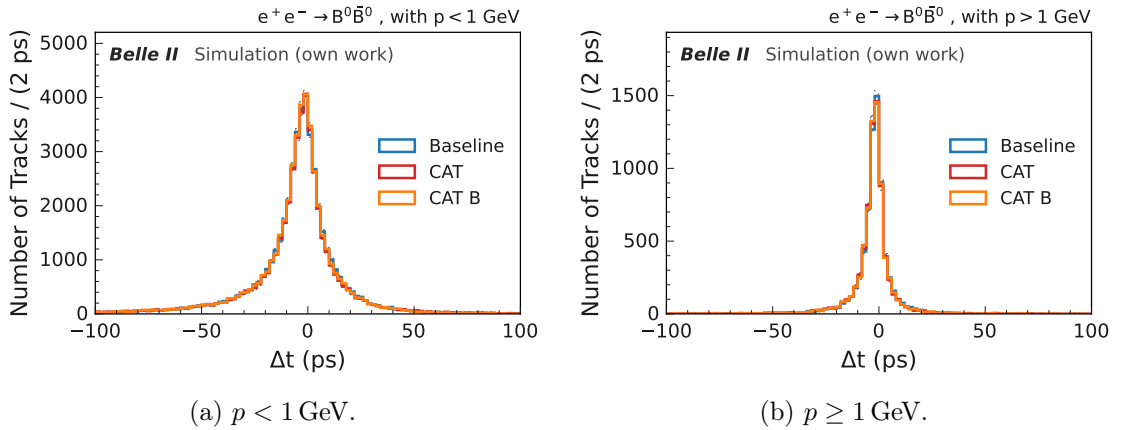 e⁺e⁻ → B⁰B̄⁰ , with p < 1 GeV
Belle II Simulation (own work)
Number of Tracks / (2 ps)
5000
4000
3000
2000
1000
0
Baseline
CAT
CAT B
−100 −50 0 50 100
Δt (ps)
(a) p < 1 GeV.
e⁺e⁻ → B⁰B̄⁰ , with p > 1 GeV
Belle II Simulation (own work)
Number of Tracks / (2 ps)
1500
1000
500
0
Baseline
CAT
CAT B
−100 −50 0 50 100
Δt (ps)
(b) p ≥ 1 GeV.